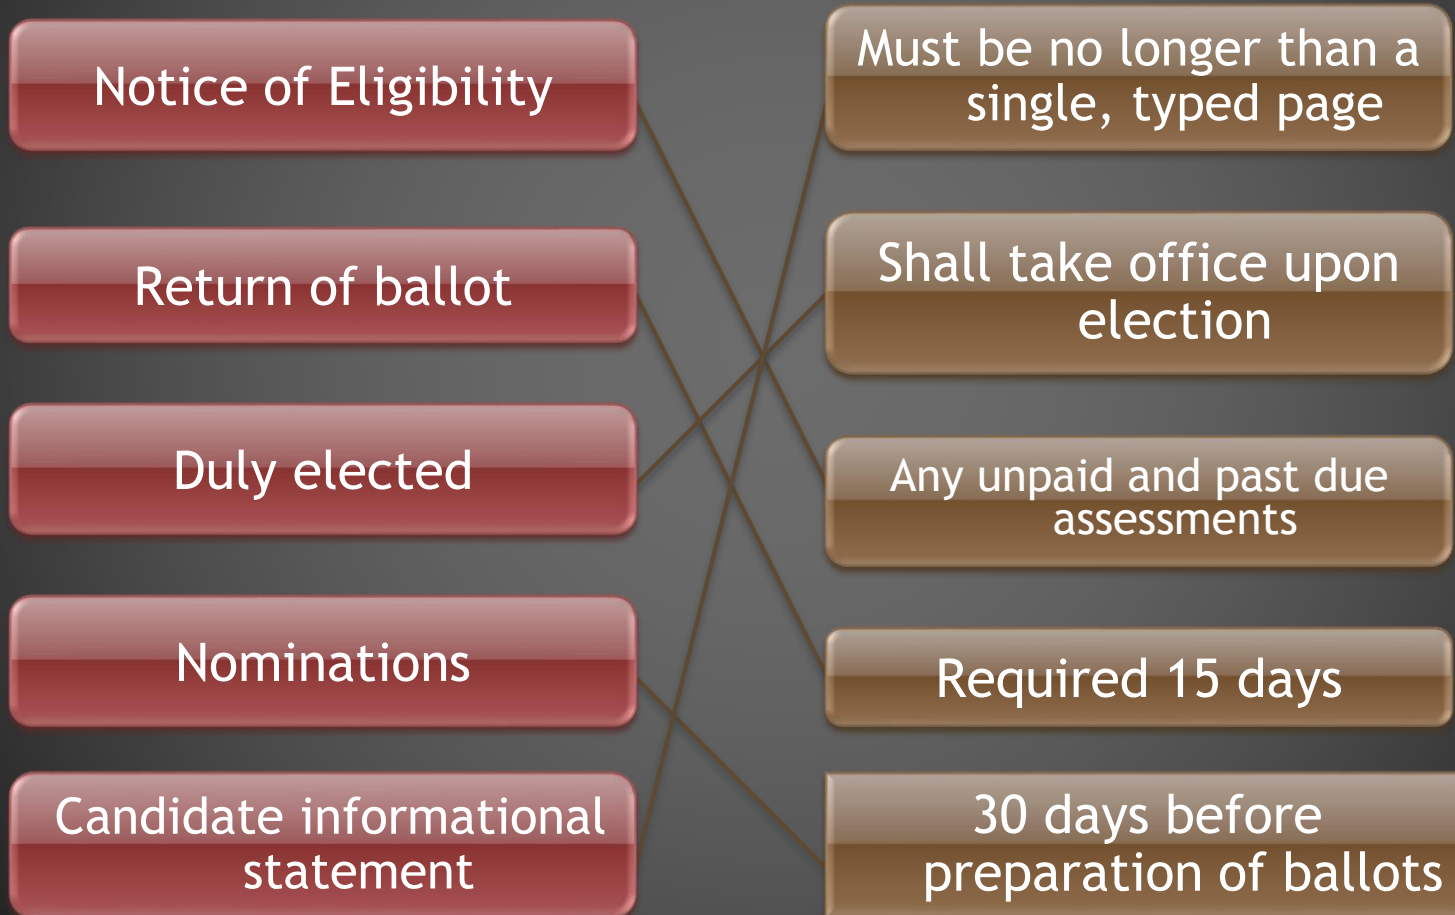 Notice of Eligibility
Return of ballot
Duly elected
Nominations
Candidate informational
statement
Must be no longer than a
single, typed page
Shall take office upon
election
Any unpaid and past due
assessments
Required 15 days
30 days before
preparation of ballots